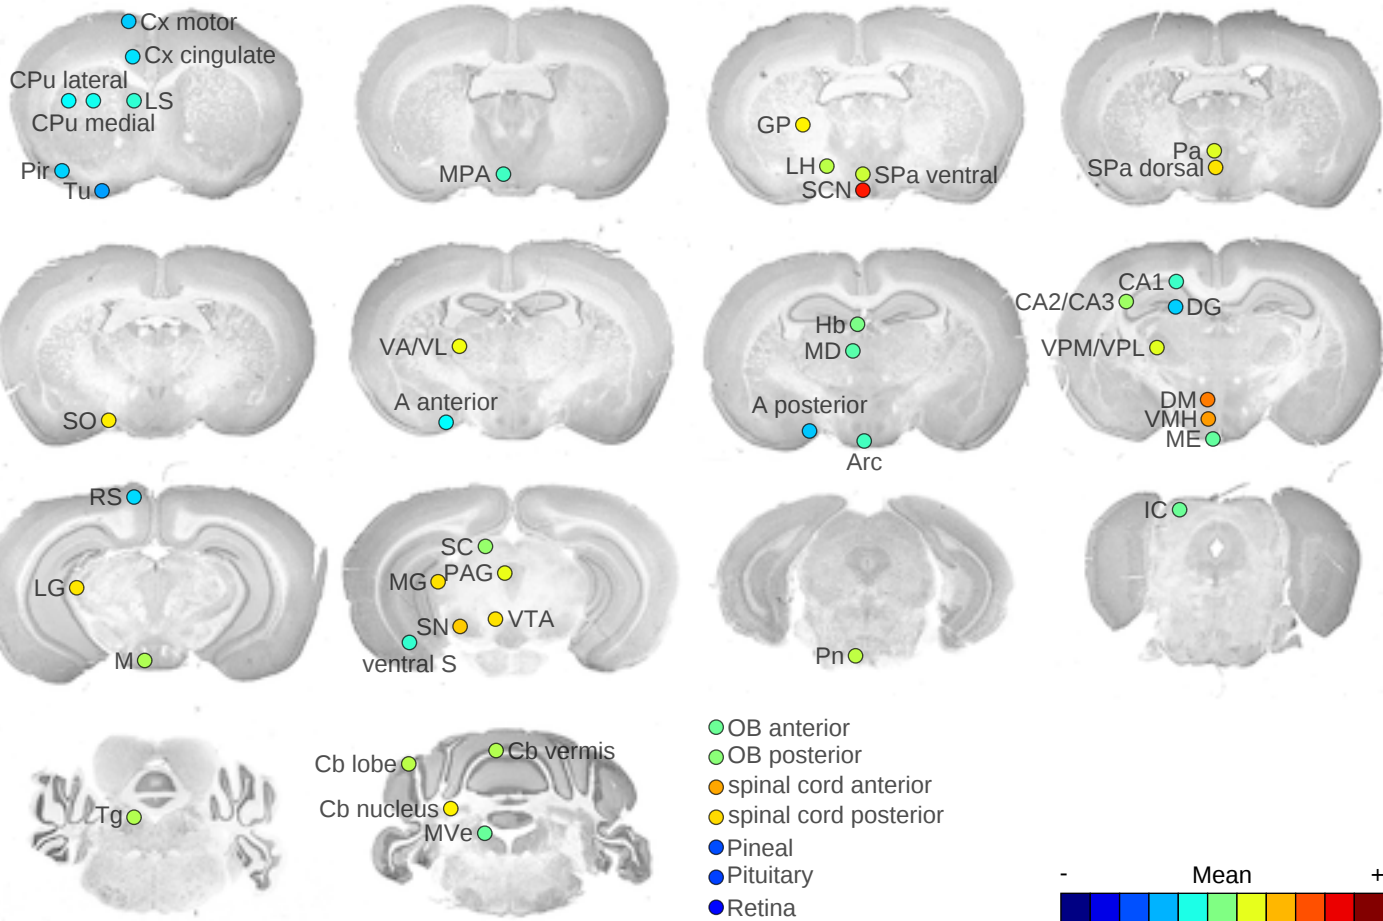 Cx motor
Cx cingulate
CPu lateral
LS
CPu medial
Pir
Tu
MPA
GP
LH
SPa ventral
SCN
Pa
SPa dorsal
SO
VA/VL
A anterior
Hb
MD
A posterior
Arc
CA1
CA2/CA3
DG
VPM/VPL
DM
VMH
ME
RS
LG
M
SC
MG
PAG
SN
VTA
ventral S
Pn
IC
Tg
Cb lobe
Cb vermis
Cb nucleus
MVe
OB anterior
OB posterior
spinal cord anterior
spinal cord posterior
Pineal
Pituitary
Retina
- Mean +